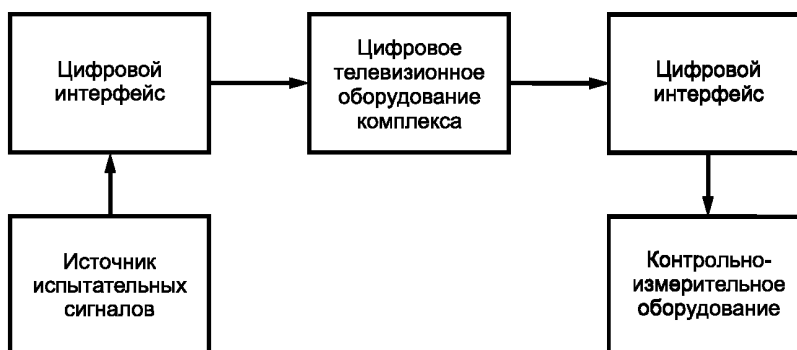 Цифровой
интерфейс
Цифровое
телевизионное
оборудование
комплекса
Цифровой
интерфейс
Источник
испытательных
сигналов
Контрольно-
измерительное
оборудование